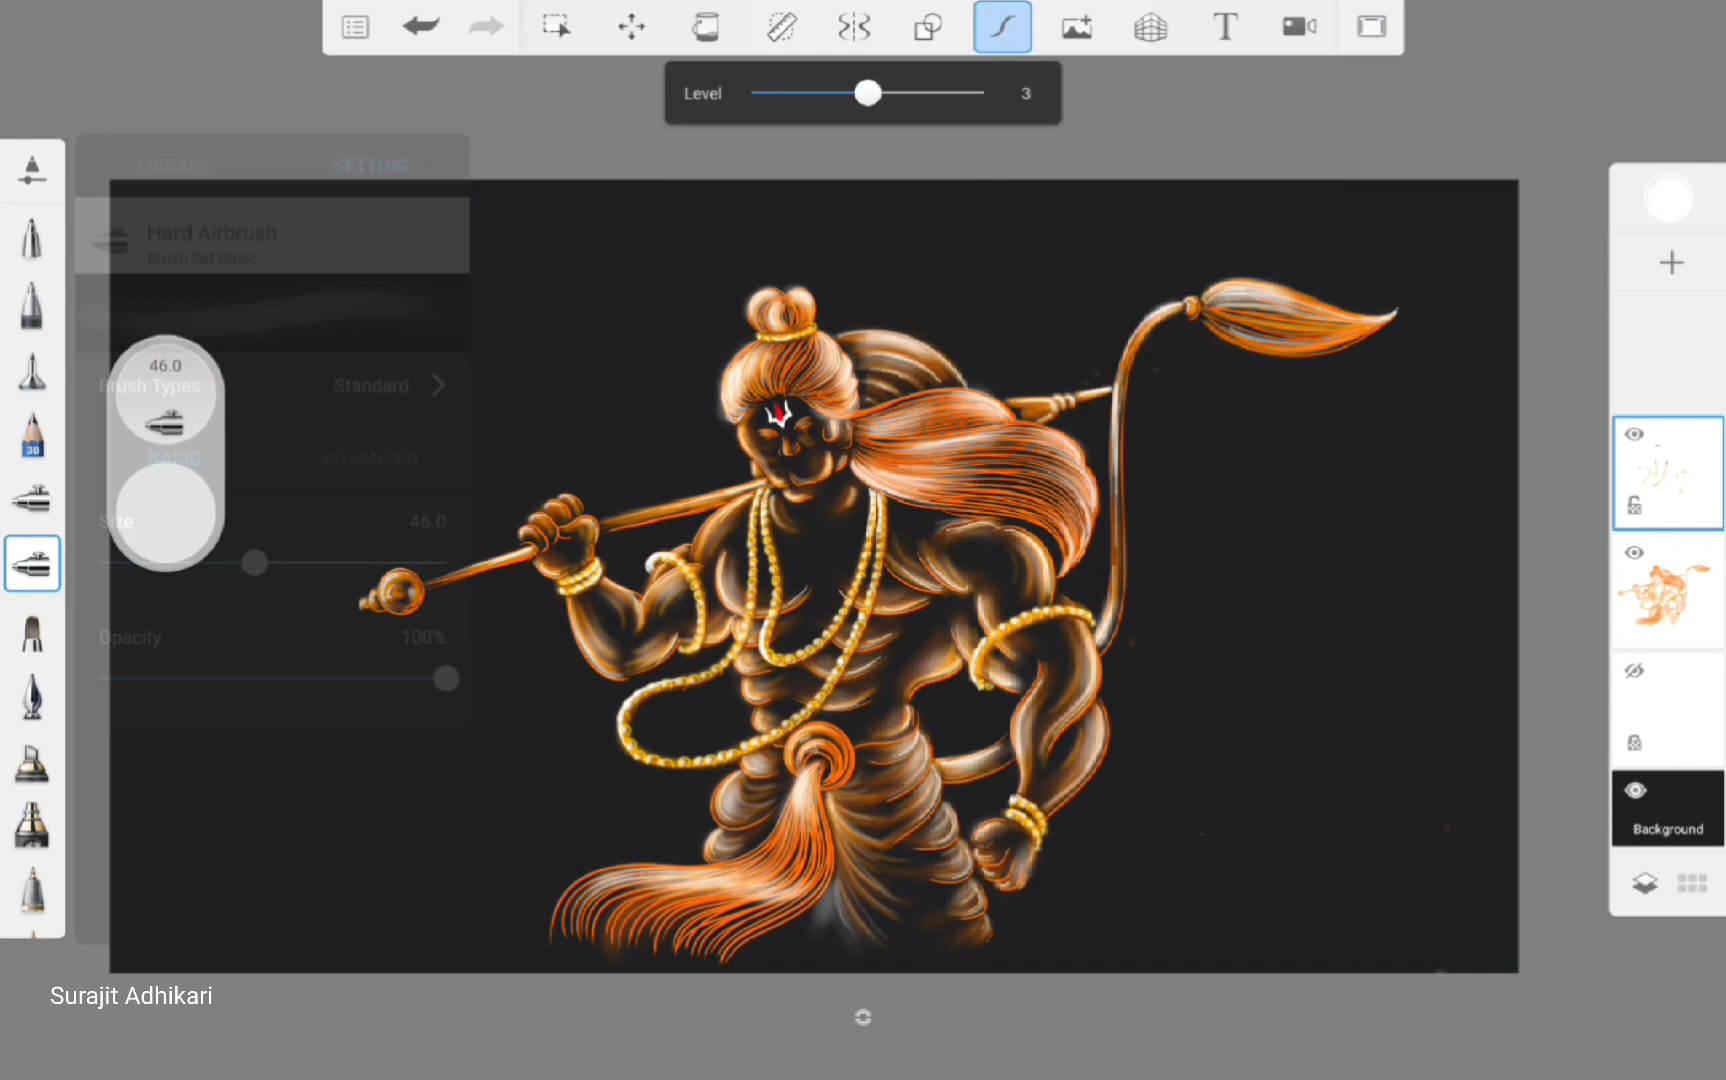 Level 3
LIBRARY SETTING
Hard Airbrush
Brush Set:Basic
46.0
Brush Types: Standard
3B
BASIC ADVANCED
Size 46.0
Opacity 100%
T
Background
Surajit Adhikari